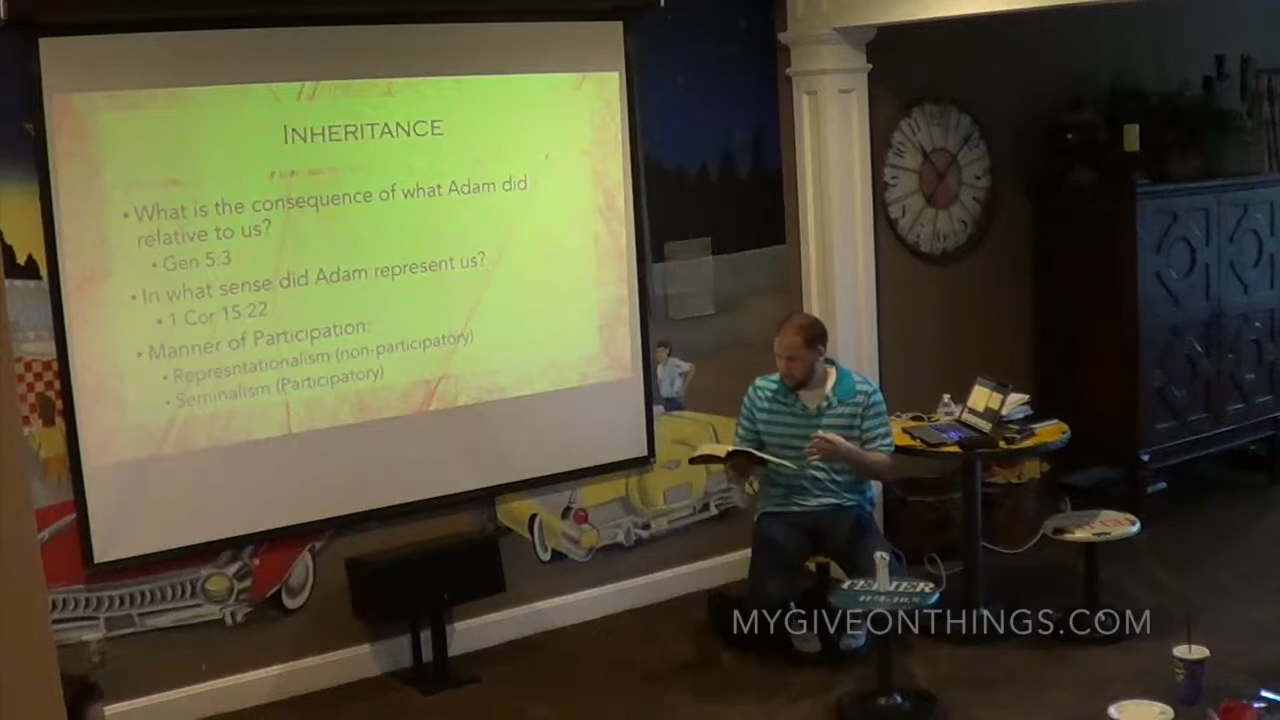 INHERITANCE
• What is the consequence of what Adam did
relative to us?
• Gen 5:3
• In what sense did Adam represent us?
• 1 Cor 15:22
• Manner of Participation
• Represntationalism (non-participatory)
• Seminalism (Participatory)
MYGIVEONTHINGS.COM